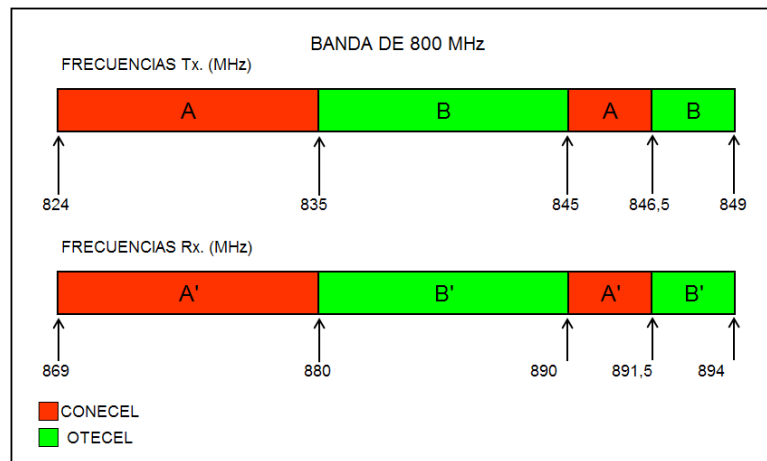 BANDA DE 800 MHz
FRECUENCIAS Tx. (MHz)
A B A B
824 835 845 846,5 849
FRECUENCIAS Rx. (MHz)
A' B' A' B'
869 880 890 891,5 894
CONECEL
OTECEL